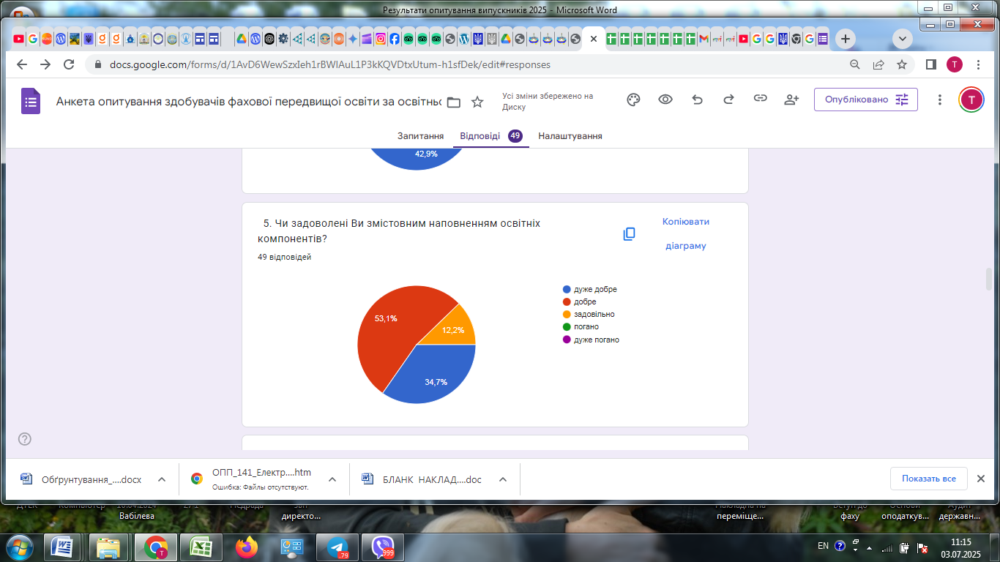 Результати опитування випускників 2025 - Microsoft Word
docs.google.com/forms/d/1AvD6WewSzxIeh1rBWlAuL1P3kKQVDtxUtum-h1sfDek/edit#responses
T
Анкета опитування здобувачів фахової передвищої освіти за освітньо
Усі зміни збережено на
Диску
Опубліковано
T
Запитання
Відповіді 49
Налаштування
42,9%
5. Чи задоволені Ви змістовним наповненням освітніх
компонентів?
49 відповідей
Копіювати
діаграму
53,1%
12,2%
34,7%
дуже добре
добре
задовільно
погано
дуже погано
Обґрунтування_....docx
ОПП_141_Електр....htm
Ошибка: Файлы отсутствуют.
БЛАНК НАКЛАД....doc
Показать все
Вабілева
директо...
переміще...
фаху
оподаткув...
державн...
79
999
EN
11:15
03.07.2025